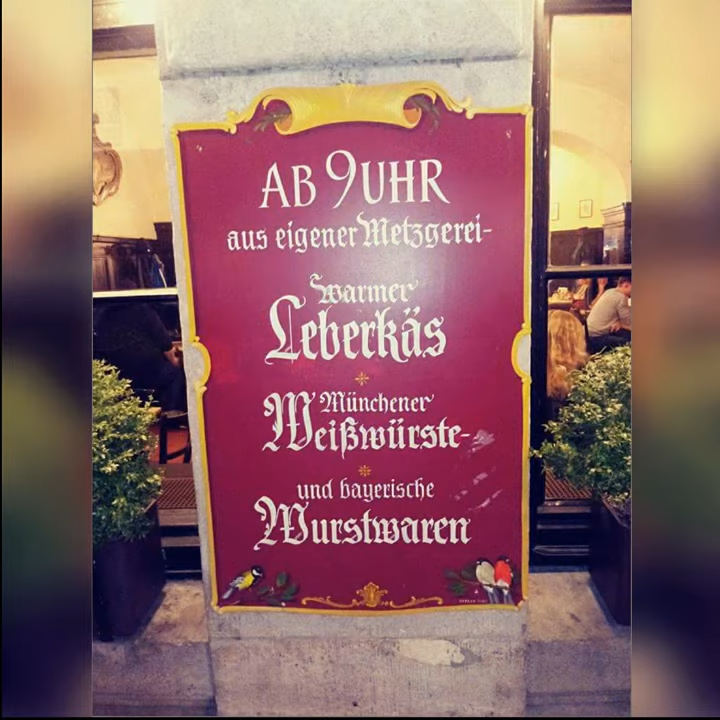 AB 9 UHR
aus eigener Metzgerei-
warmer
Leberkäs
Münchener
Weißwürste-
und bayerische
Wurstwaren